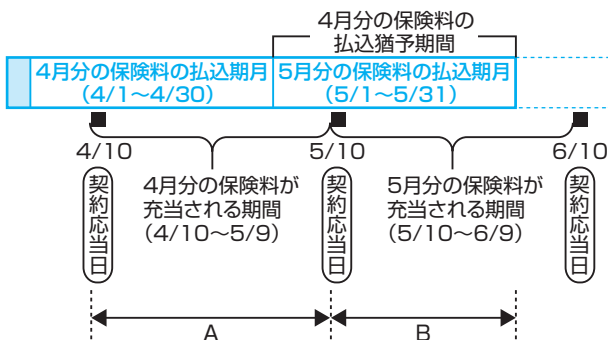 4月分の保険料の
払込猶予期間
4月分の保険料の払込期月
(4/1〜4/30)
5月分の保険料の払込期月
(5/1〜5/31)
4/10
5/10
6/10
契約応当日
4月分の保険料が
充当される期間
(4/10〜5/9)
契約応当日
5月分の保険料が
充当される期間
(5/10〜6/9)
契約応当日
A
B